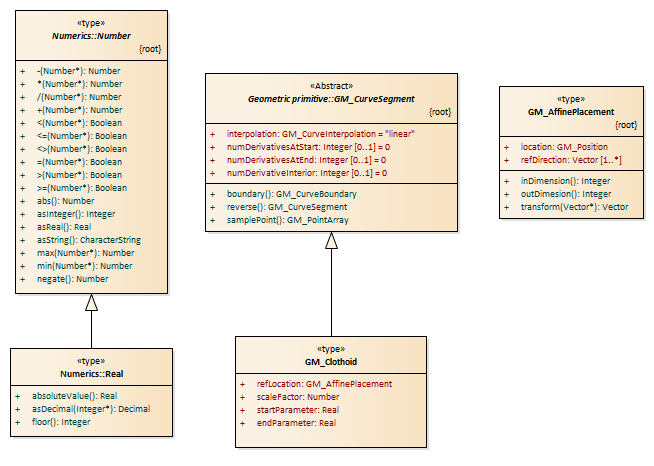 «type»
Numerics::Number
{root}
+ -(Number*): Number
+ *(Number*): Number
+ /(Number*): Number
+ +(Number*): Number
+ <(Number*): Boolean
+ <=(Number*): Boolean
+ <>(Number*): Boolean
+ =(Number*): Boolean
+ >(Number*): Boolean
+ >=(Number*): Boolean
+ abs(): Number
+ asInteger(): Integer
+ asReal(): Real
+ asString(): CharacterString
+ max(Number*): Number
+ min(Number*): Number
+ negate(): Number
«type»
Numerics::Real
+ absoluteValue(): Real
+ asDecimal(Integer*): Decimal
+ floor(): Integer
«Abstract»
Geometric primitive::GM_CurveSegment
{root}
+ interpolation: GM_CurveInterpolation = "linear"
+ numDerivativesAtStart: Integer [0..1] = 0
+ numDerivativesAtEnd: Integer [0..1] = 0
+ numDerivativeInterior: Integer [0..1] = 0
+ boundary(): GM_CurveBoundary
+ reverse(): GM_CurveSegment
+ samplePoint(): GM_PointArray
«type»
GM_Clothoid
+ refLocation: GM_AffinePlacement
+ scaleFactor: Number
+ startParameter: Real
+ endParameter: Real
«type»
GM_AffinePlacement
{root}
+ location: GM_Position
+ refDirection: Vector [1..*]
+ inDimension(): Integer
+ outDimesion(): Integer
+ transform(Vector*): Vector